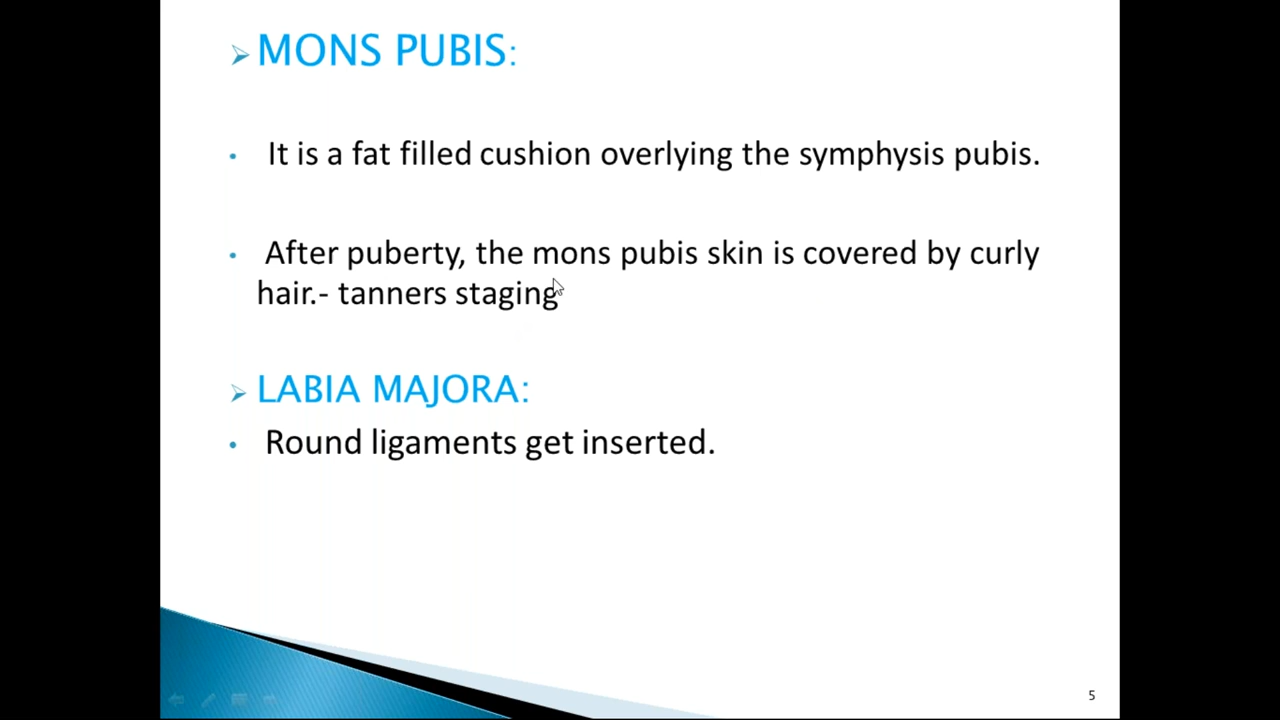 MONS PUBIS:
It is a fat filled cushion overlying the symphysis pubis.
After puberty, the mons pubis skin is covered by curly
hair.- tanners staging
LABIA MAJORA:
Round ligaments get inserted.
5